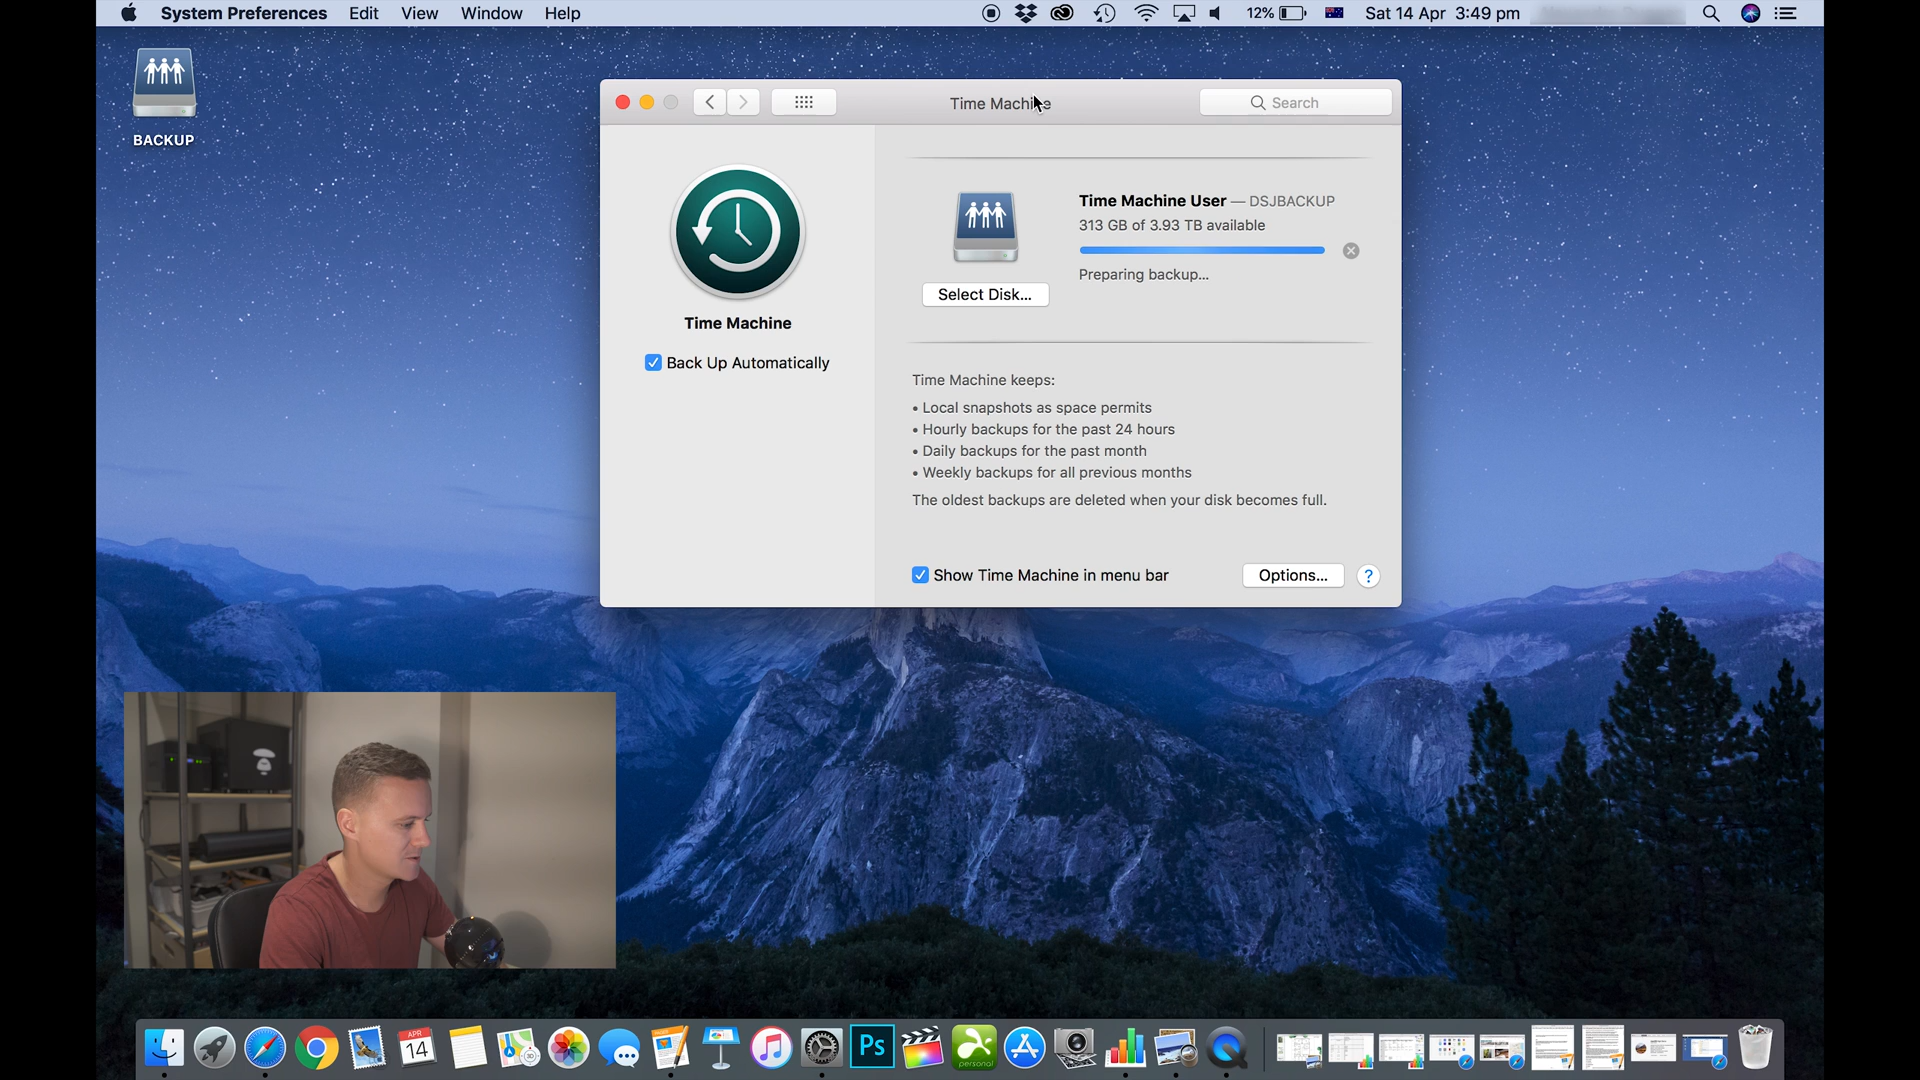 System Preferences Edit View Window Help 12% Sat 14 Apr 3:49 pm
BACKUP
Time Machine
Search
Time Machine
Back Up Automatically
Time Machine User — DSJBACKUP
313 GB of 3.93 TB available
Preparing backup...
Select Disk...
Time Machine keeps:
• Local snapshots as space permits
• Hourly backups for the past 24 hours
• Daily backups for the past month
• Weekly backups for all previous months
The oldest backups are deleted when your disk becomes full.
Show Time Machine in menu bar
Options...
?
APR
14
3D
Ps
personal